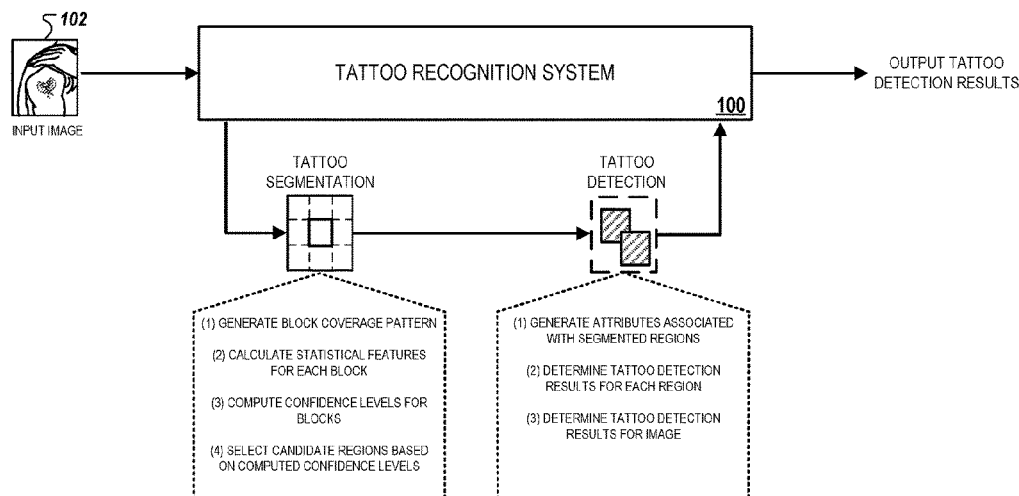 102
INPUT IMAGE
TATTOO RECOGNITION SYSTEM
100
OUTPUT TATTOO
DETECTION RESULTS
TATTOO
SEGMENTATION
TATTOO
DETECTION
(1) GENERATE BLOCK COVERAGE PATTERN
(2) CALCULATE STATISTICAL FEATURES
FOR EACH BLOCK
(3) COMPUTE CONFIDENCE LEVELS FOR
BLOCKS
(4) SELECT CANDIDATE REGIONS BASED
ON COMPUTED CONFIDENCE LEVELS
(1) GENERATE ATTRIBUTES ASSOCIATED
WITH SEGMENTED REGIONS
(2) DETERMINE TATTOO DETECTION
RESULTS FOR EACH REGION
(3) DETERMINE TATTOO DETECTION
RESULTS FOR IMAGE